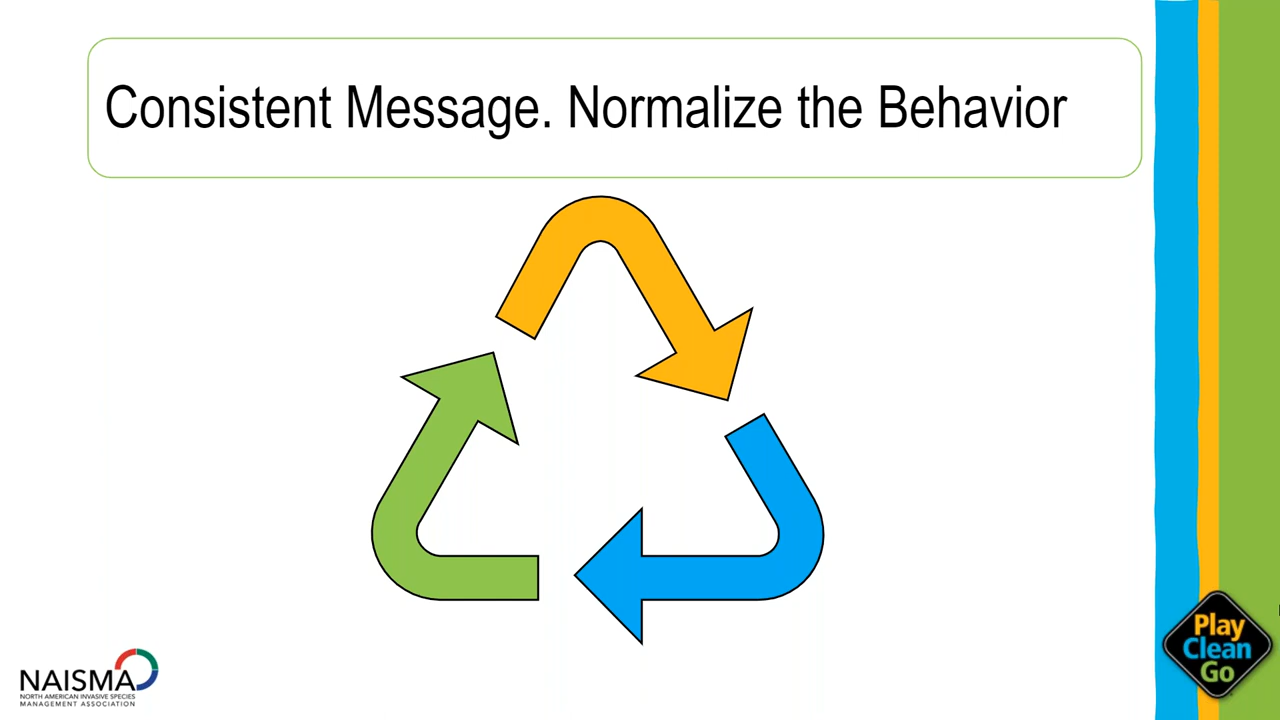 Consistent Message. Normalize the Behavior
NAISMA
NORTH AMERICAN INVASIVE SPECIES
MANAGEMENT ASSOCIATION
Play
Clean
Go